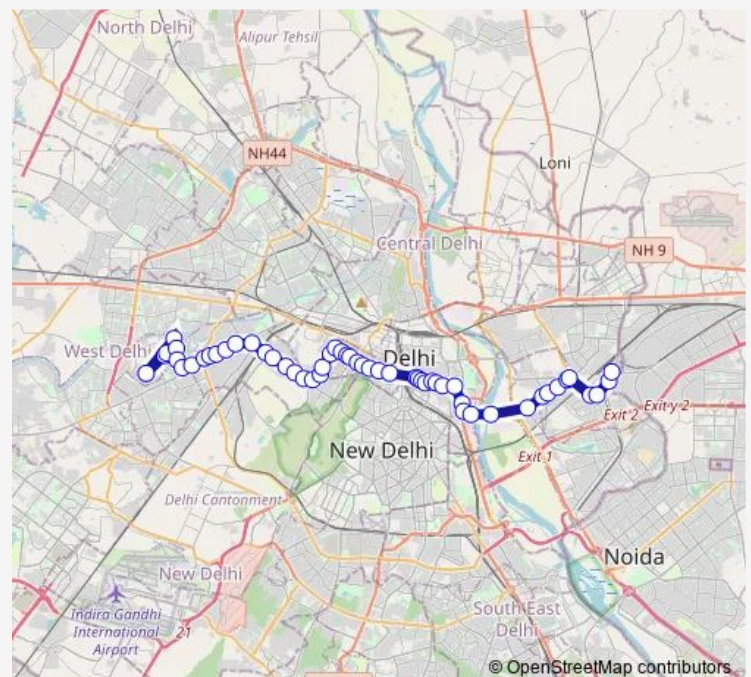 North Delhi
Alipur Tehsil
NH44
Loni
Central Delhi
NH 9
West Delhi
Delhi
Exit 2
Exit 2
New Delhi
Exit 1
Delhi Cantonment
Noida
New Delhi
Indira Gandhi
International
Airport
21
South East
Delhi
© OpenStreetMap contributors